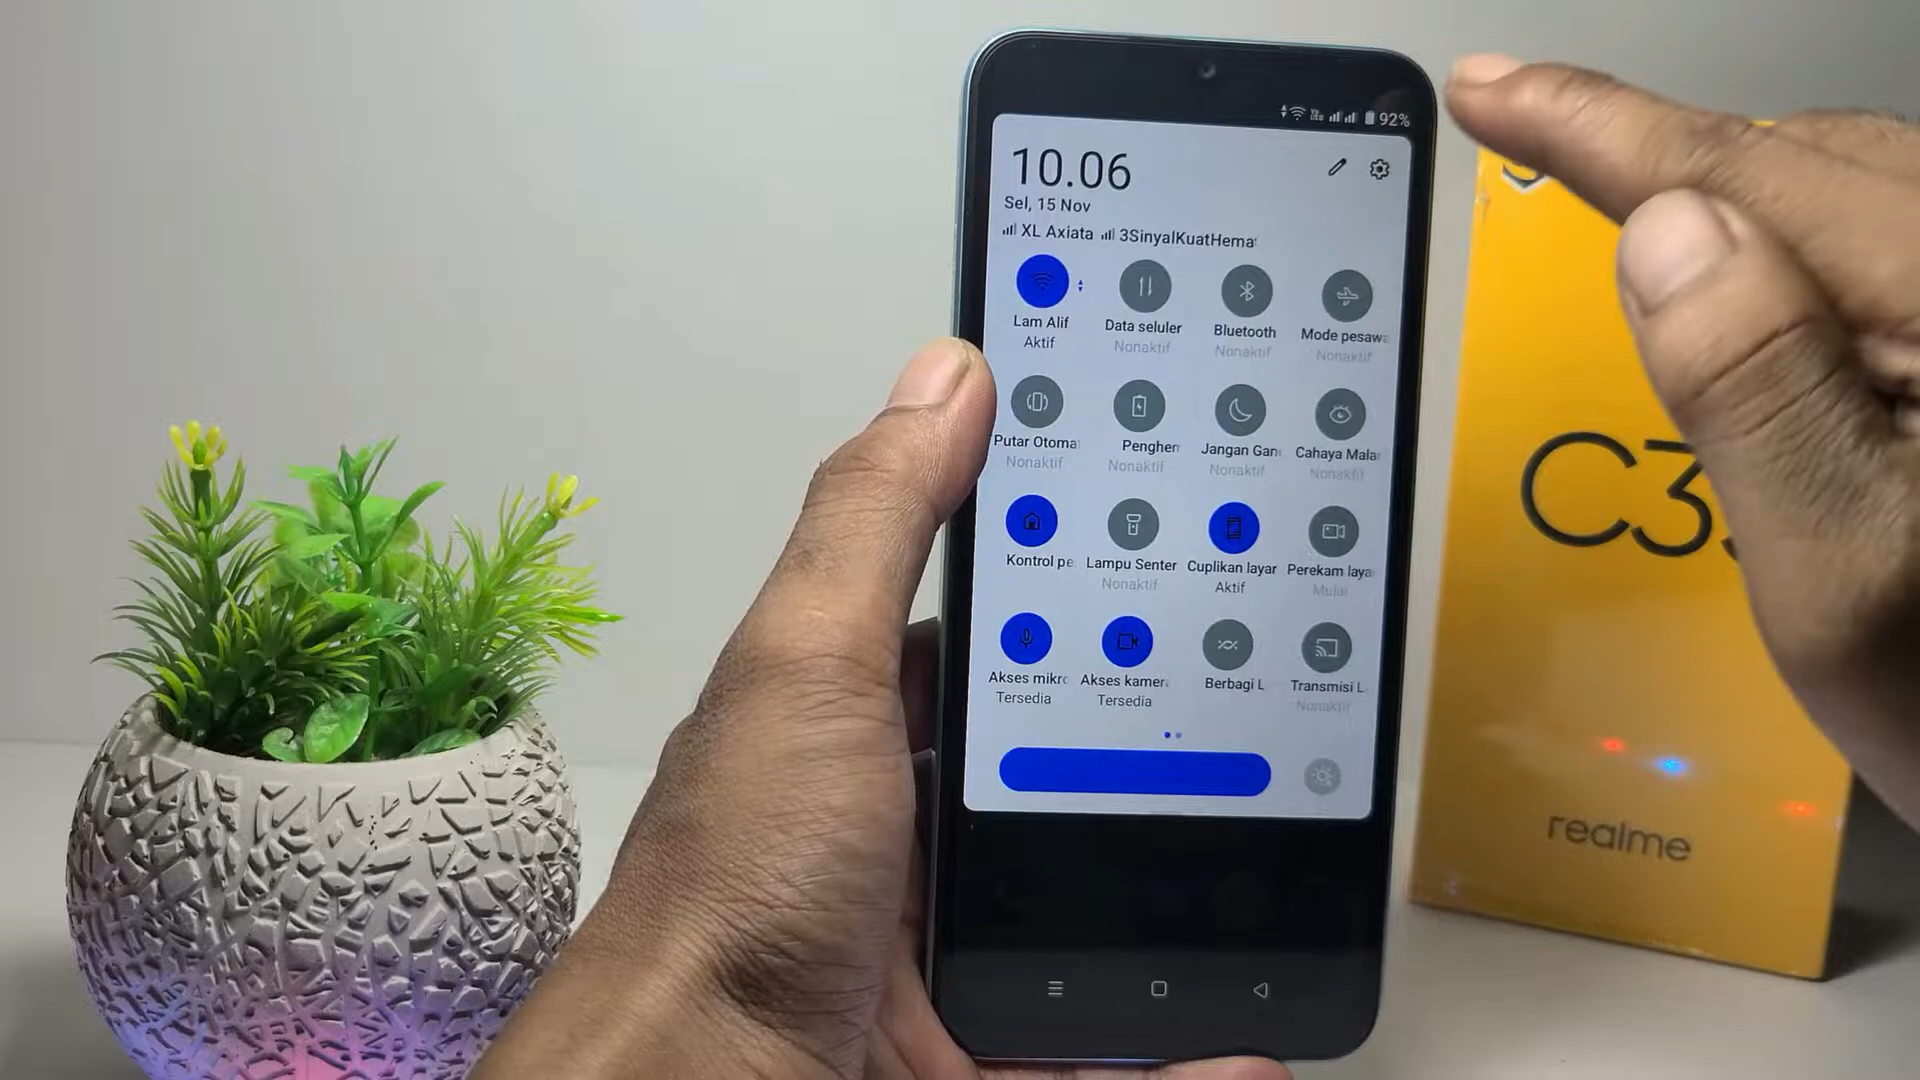 92%
10.06
Sel, 15 Nov
XL Axiata 3SinyalKuatHema
Lam Alif
Aktif
Data seluler
Nonaktif
Bluetooth
Nonaktif
Mode pesawa
Nonaktif
Putar Otoma
Nonaktif
Penghem
Nonaktif
Jangan Gan
Nonaktif
Cahaya Mala
Nonaktif
Kontrol pe
Lampu Senter
Nonaktif
Cuplikan layar
Aktif
Perekam laya
Mulai
Akses mikro
Tersedia
Akses kamera
Tersedia
Berbagi L
Transmisi L
Nonaktif
C3
realme